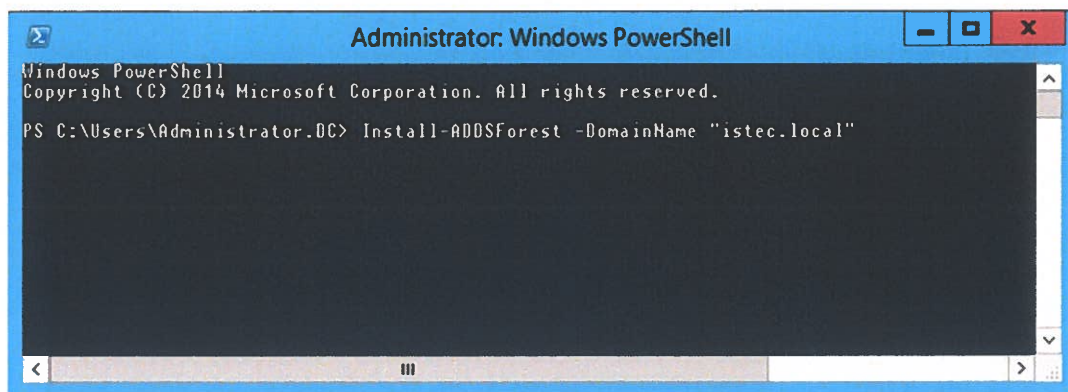 Administrator: Windows PowerShell
Windows PowerShell
Copyright (C) 2014 Microsoft Corporation. All rights reserved.
PS C:\Users\Administrator.DC> Install-ADDSForest -DomainName "istec.local"